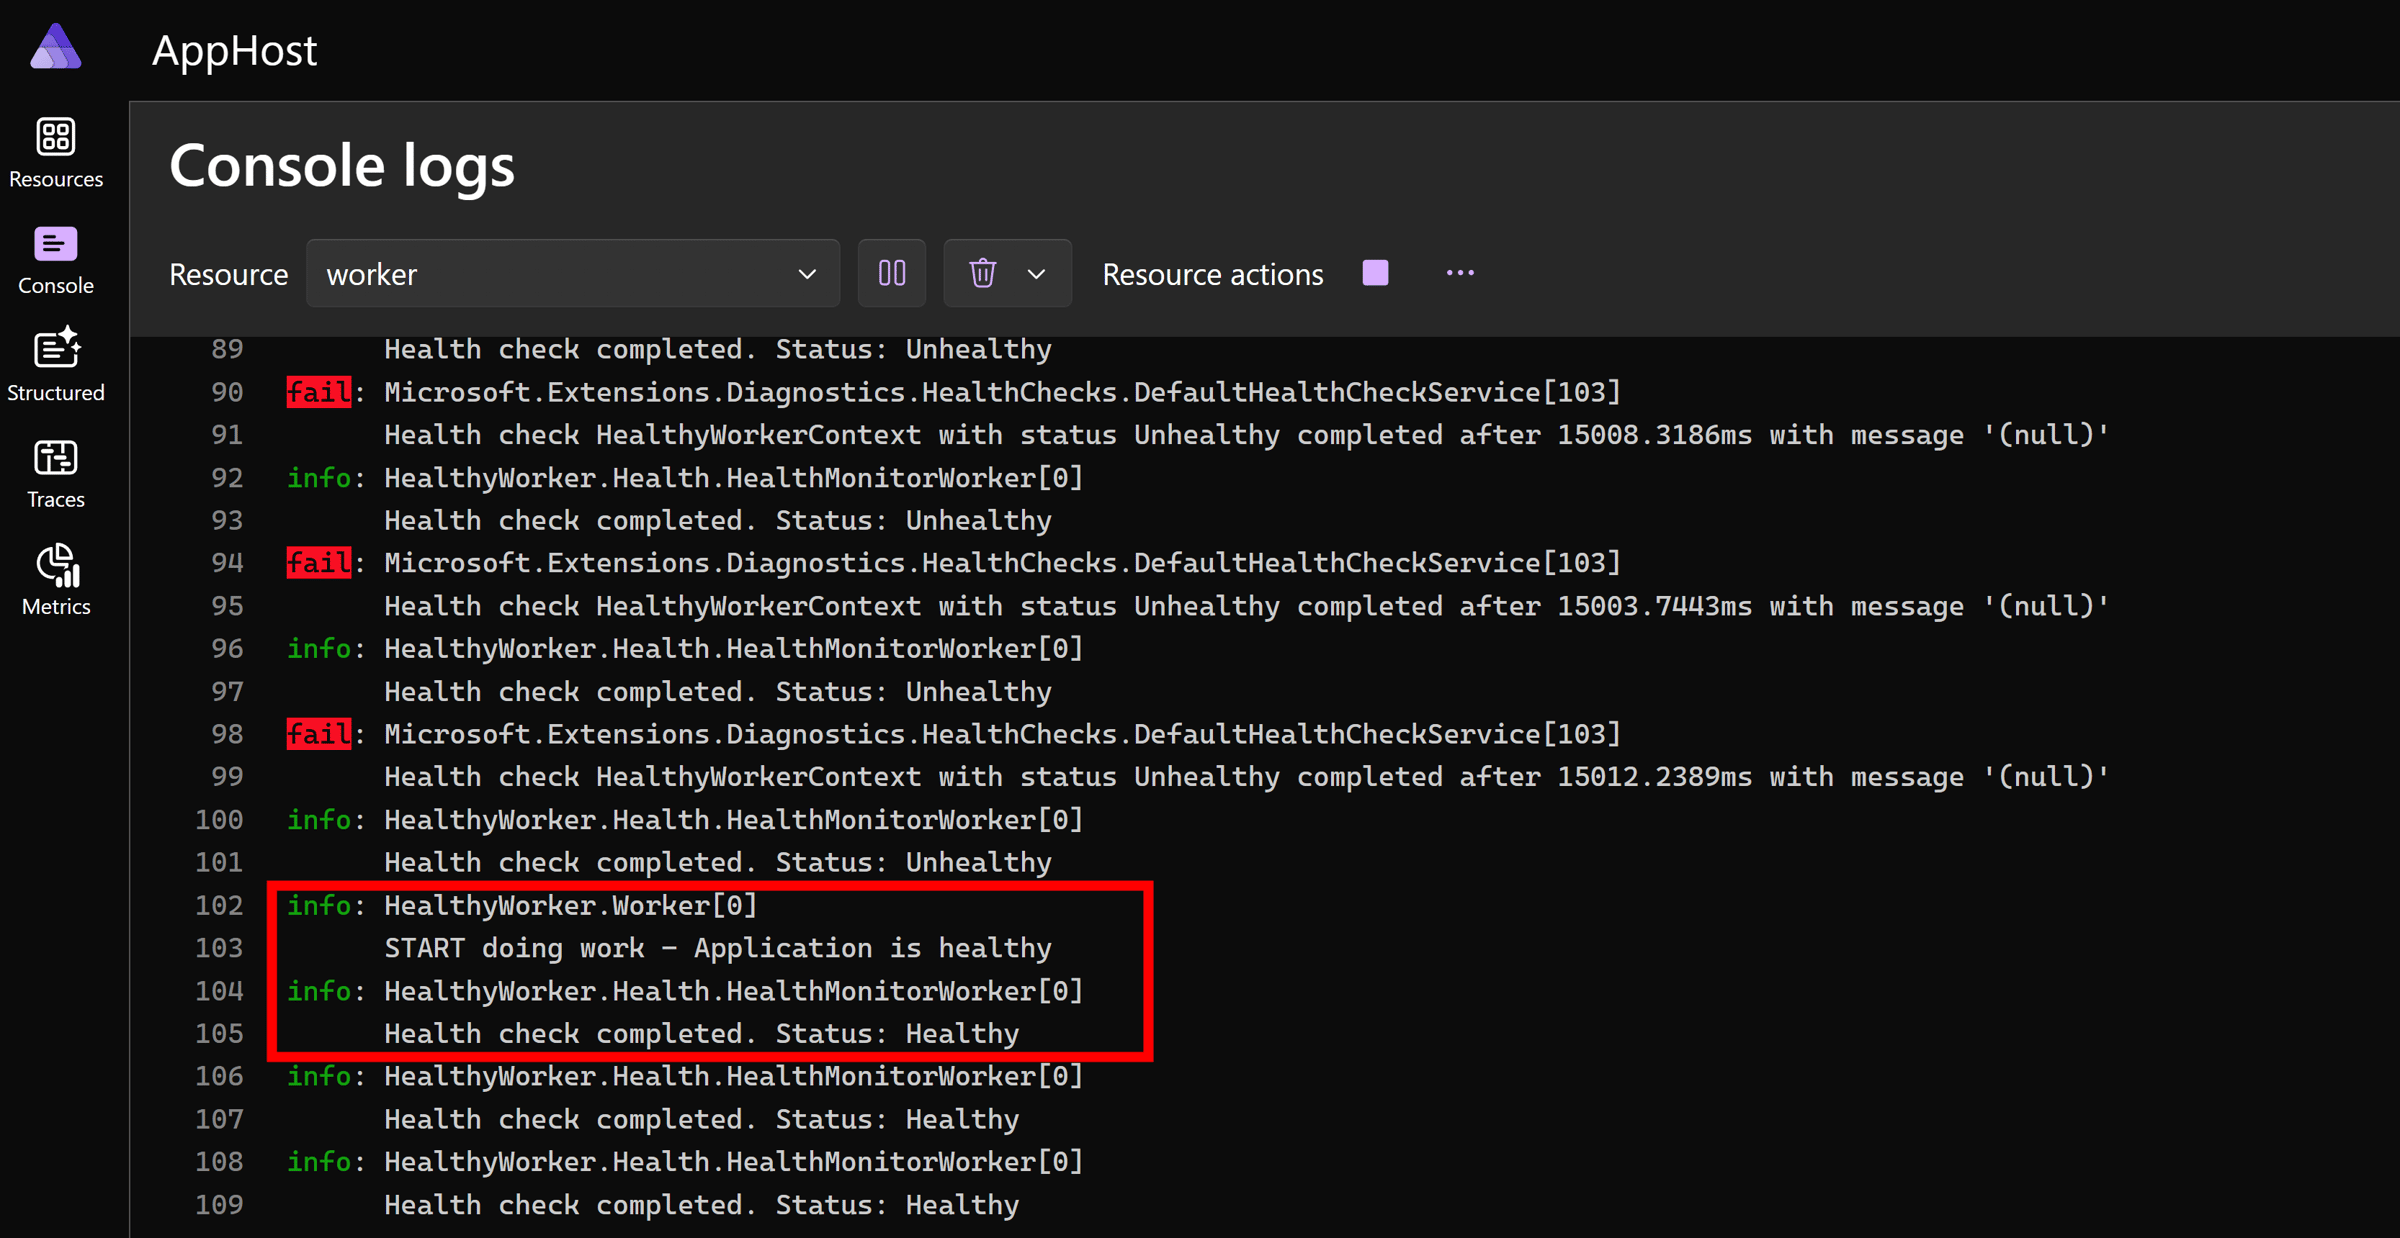 AppHost
Resources
Console
Structured
Traces
Metrics
Console logs
Resource worker Resource actions
89 Health check completed. Status: Unhealthy
90 fail: Microsoft.Extensions.Diagnostics.HealthChecks.DefaultHealthCheckService[103]
91 Health check HealthyWorkerContext with status Unhealthy completed after 15008.3186ms with message '(null)'
92 info: HealthyWorker.Health.HealthMonitorWorker[0]
93 Health check completed. Status: Unhealthy
94 fail: Microsoft.Extensions.Diagnostics.HealthChecks.DefaultHealthCheckService[103]
95 Health check HealthyWorkerContext with status Unhealthy completed after 15003.7443ms with message '(null)'
96 info: HealthyWorker.Health.HealthMonitorWorker[0]
97 Health check completed. Status: Unhealthy
98 fail: Microsoft.Extensions.Diagnostics.HealthChecks.DefaultHealthCheckService[103]
99 Health check HealthyWorkerContext with status Unhealthy completed after 15012.2389ms with message '(null)'
100 info: HealthyWorker.Health.HealthMonitorWorker[0]
101 Health check completed. Status: Unhealthy
102 info: HealthyWorker.Worker[0]
103 START doing work - Application is healthy
104 info: HealthyWorker.Health.HealthMonitorWorker[0]
105 Health check completed. Status: Healthy
106 info: HealthyWorker.Health.HealthMonitorWorker[0]
107 Health check completed. Status: Healthy
108 info: HealthyWorker.Health.HealthMonitorWorker[0]
109 Health check completed. Status: Healthy